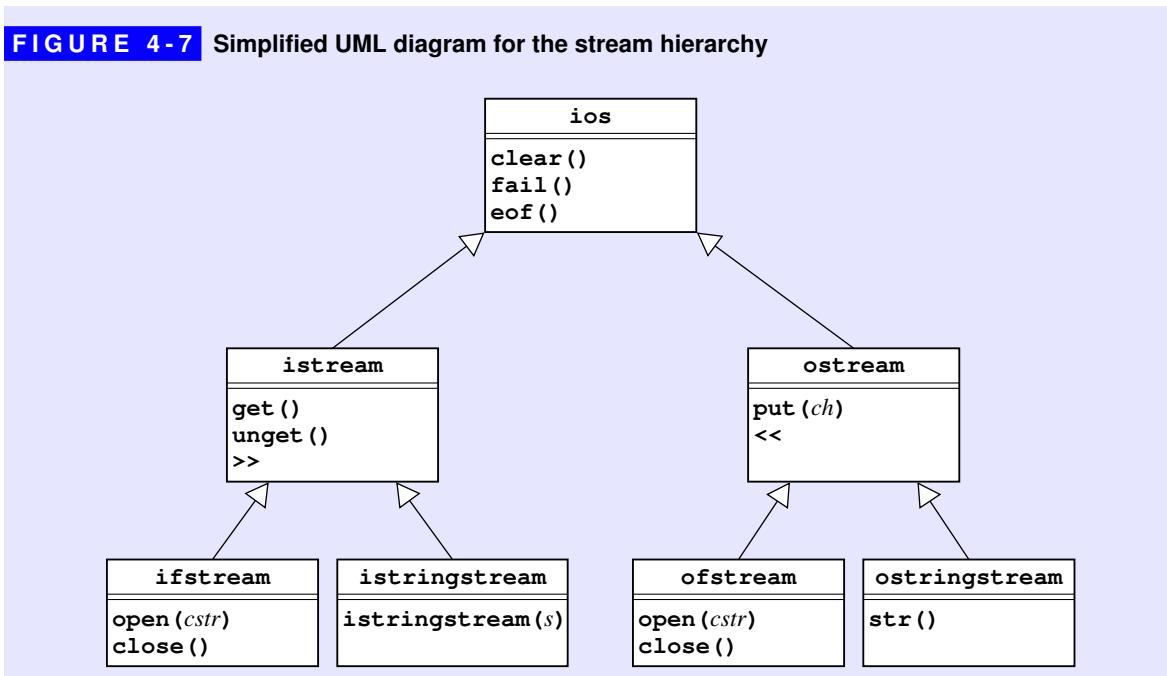 FIGURE 4-7 Simplified UML diagram for the stream hierarchy
ios
clear()
fail()
eof()
istream
get()
unget()
>>
ostream
put(ch)
<<
ifstream
open(cstr)
close()
istringstream
istringstream(s)
ofstream
open(cstr)
close()
ostringstream
str()